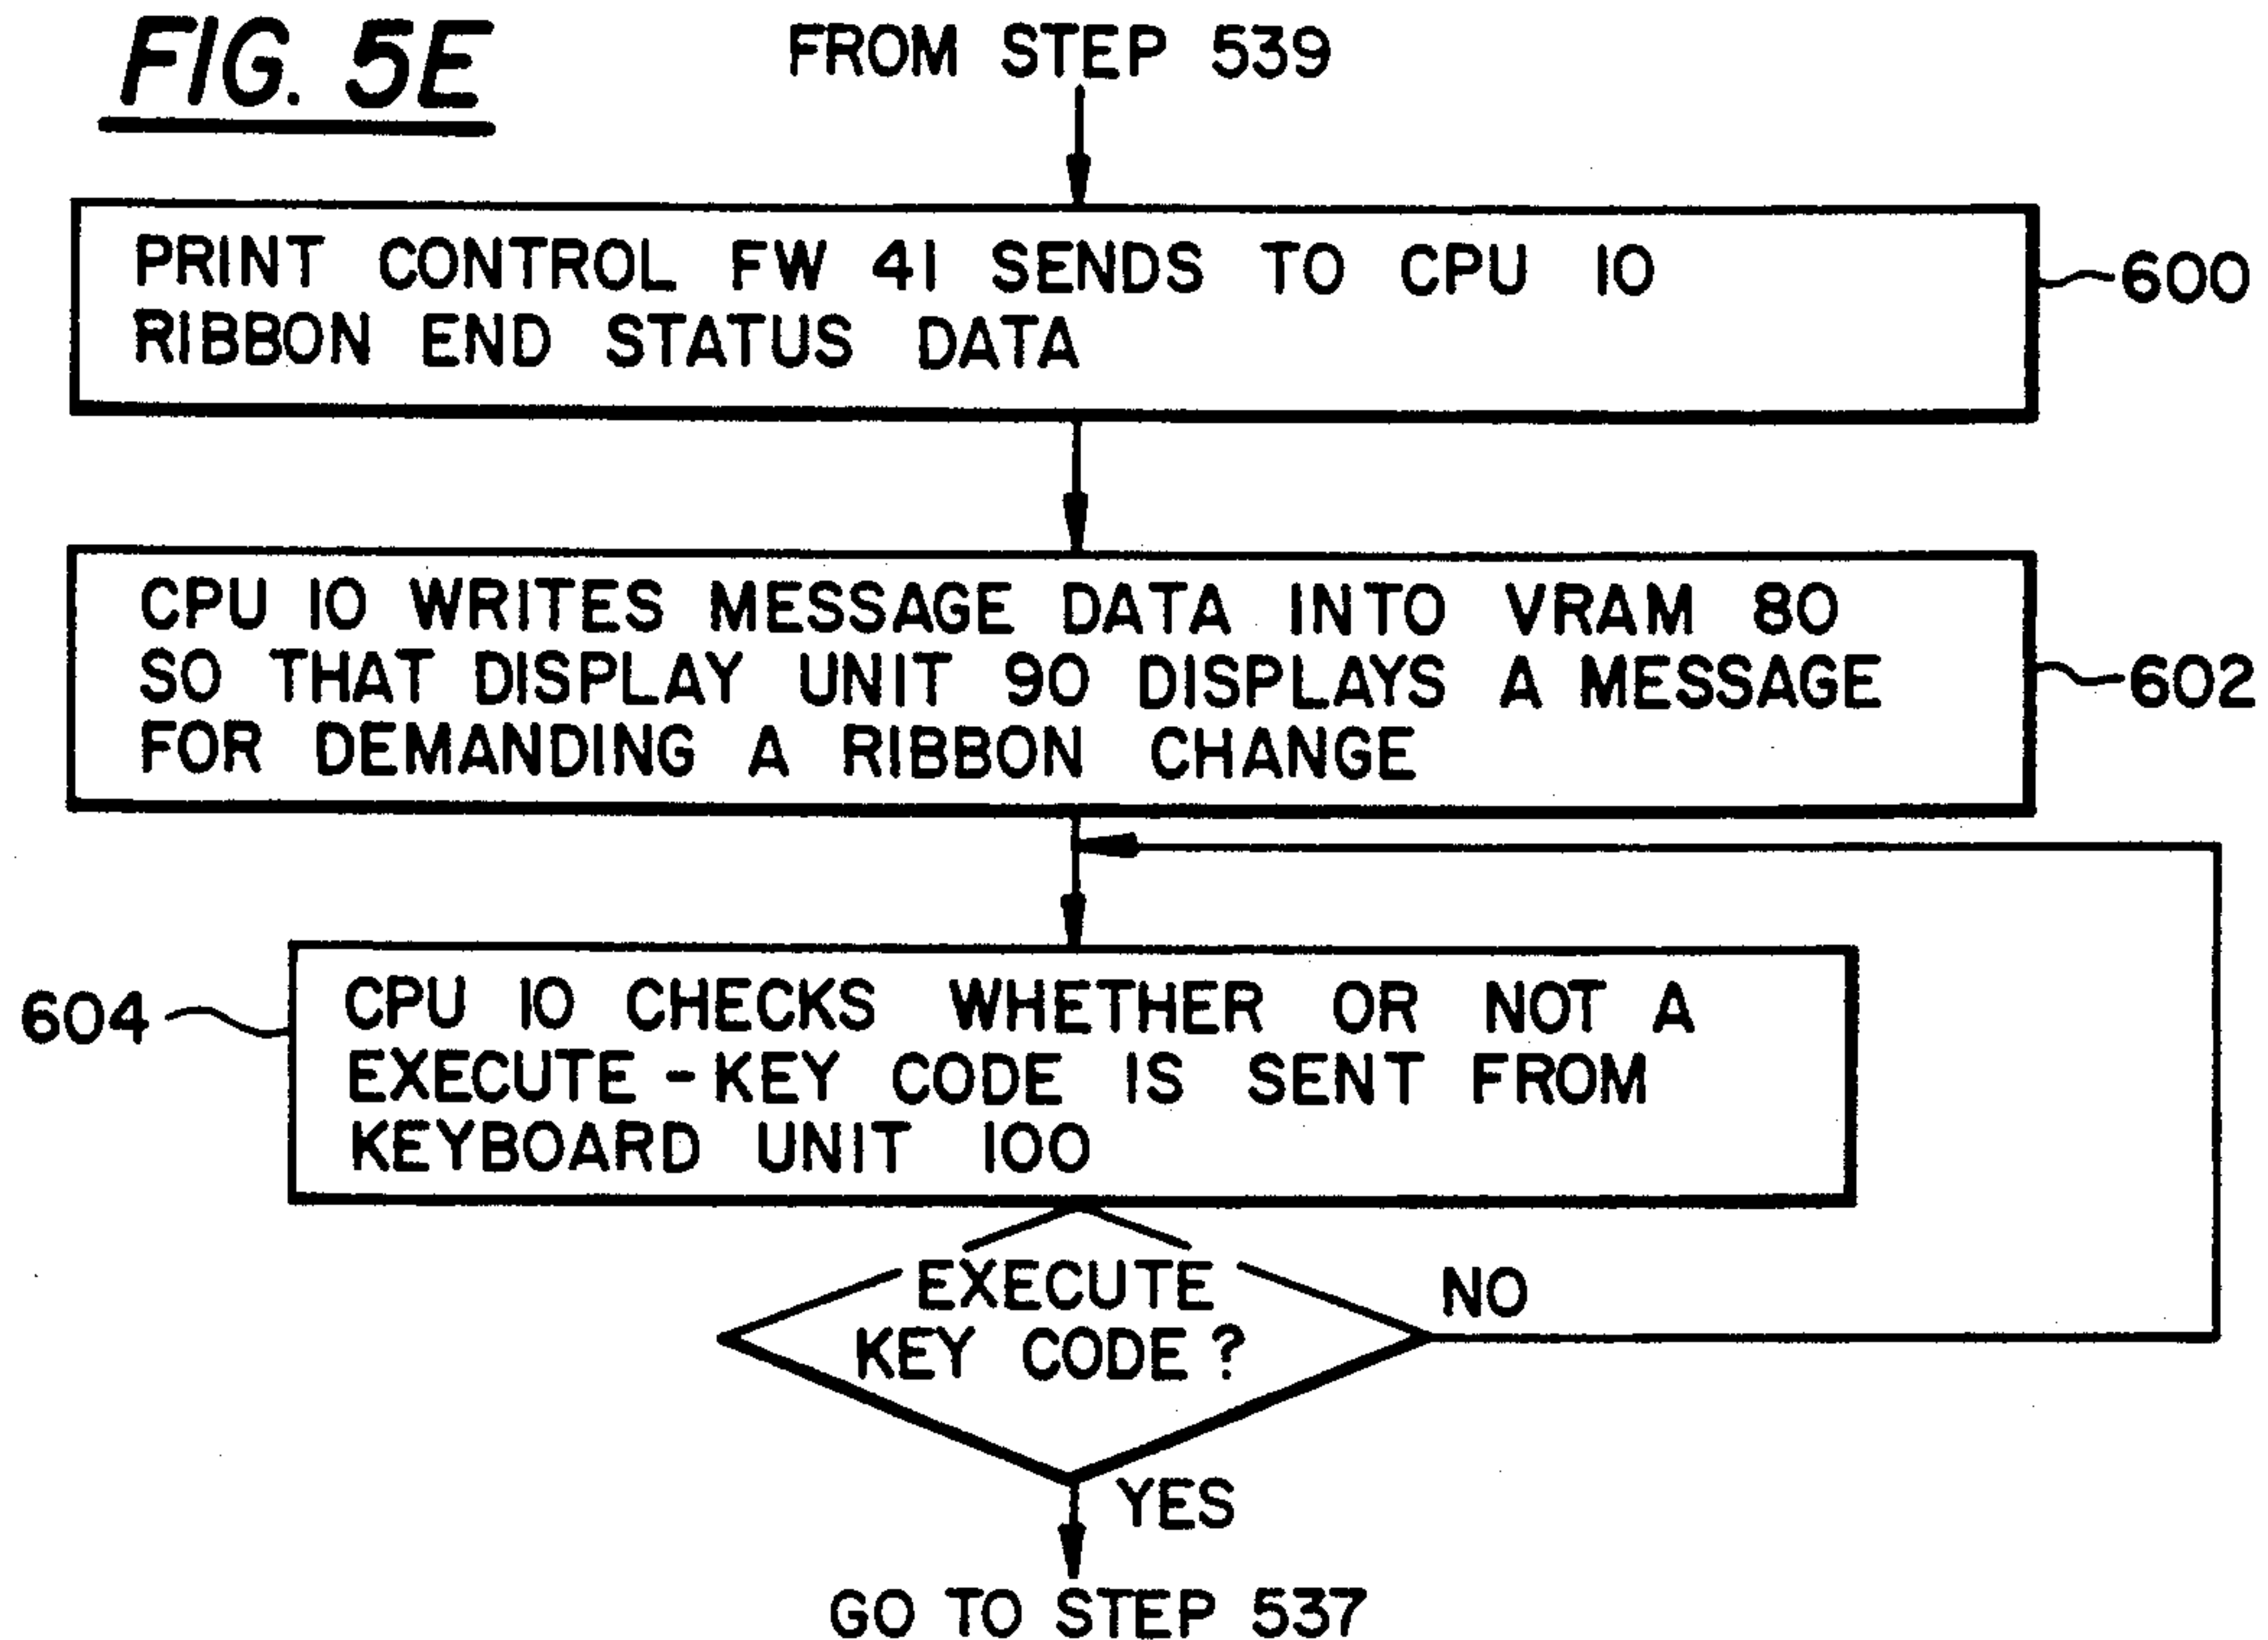 FIG. 5E
FROM STEP 539
PRINT CONTROL FW 41 SENDS TO CPU 10
RIBBON END STATUS DATA
600
CPU 10 WRITES MESSAGE DATA INTO VRAM 80
SO THAT DISPLAY UNIT 90 DISPLAYS A MESSAGE
FOR DEMANDING A RIBBON CHANGE
602
604
CPU 10 CHECKS WHETHER OR NOT A
EXECUTE-KEY CODE IS SENT FROM
KEYBOARD UNIT 100
EXECUTE
KEY CODE?
NO
YES
GO TO STEP 537